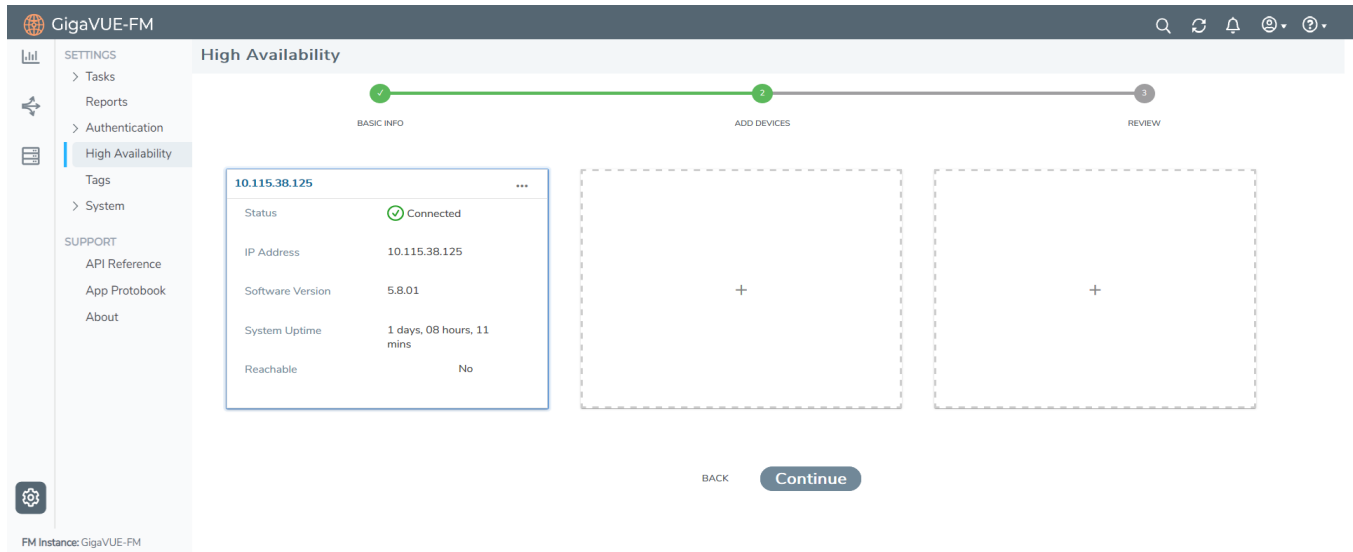 GigaVUE-FM
SETTINGS
Tasks
Reports
Authentication
High Availability
Tags
System
SUPPORT
API Reference
App Protobook
About
FM Instance: GigaVUE-FM
High Availability
2
3
BASIC INFO
ADD DEVICES
REVIEW
10.115.38.125
Status
Connected
IP Address
10.115.38.125
Software Version
5.8.01
System Uptime
1 days, 08 hours, 11
mins
Reachable
No
+
+
BACK
Continue